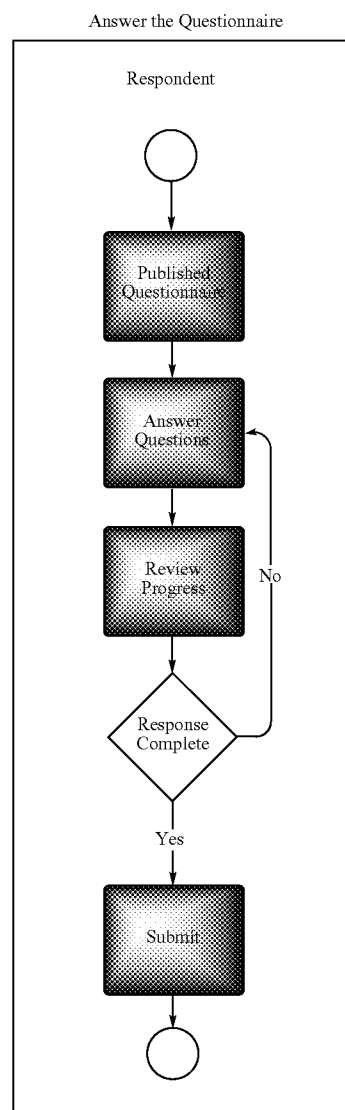 Answer the Questionnaire
Respondent
Published
Questionnaire
Answer
Questions
Review
Progress
No
Response
Complete
Yes
Submit